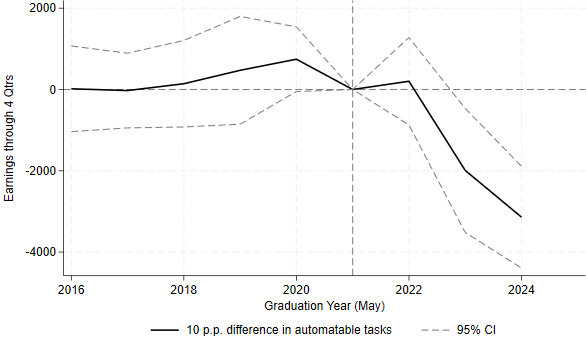 2000
0
-2000
-4000
Earnings through 4 Qtrs
2016 2018 2020 2022 2024
Graduation Year (May)
10 p.p. difference in automatable tasks 95% CI